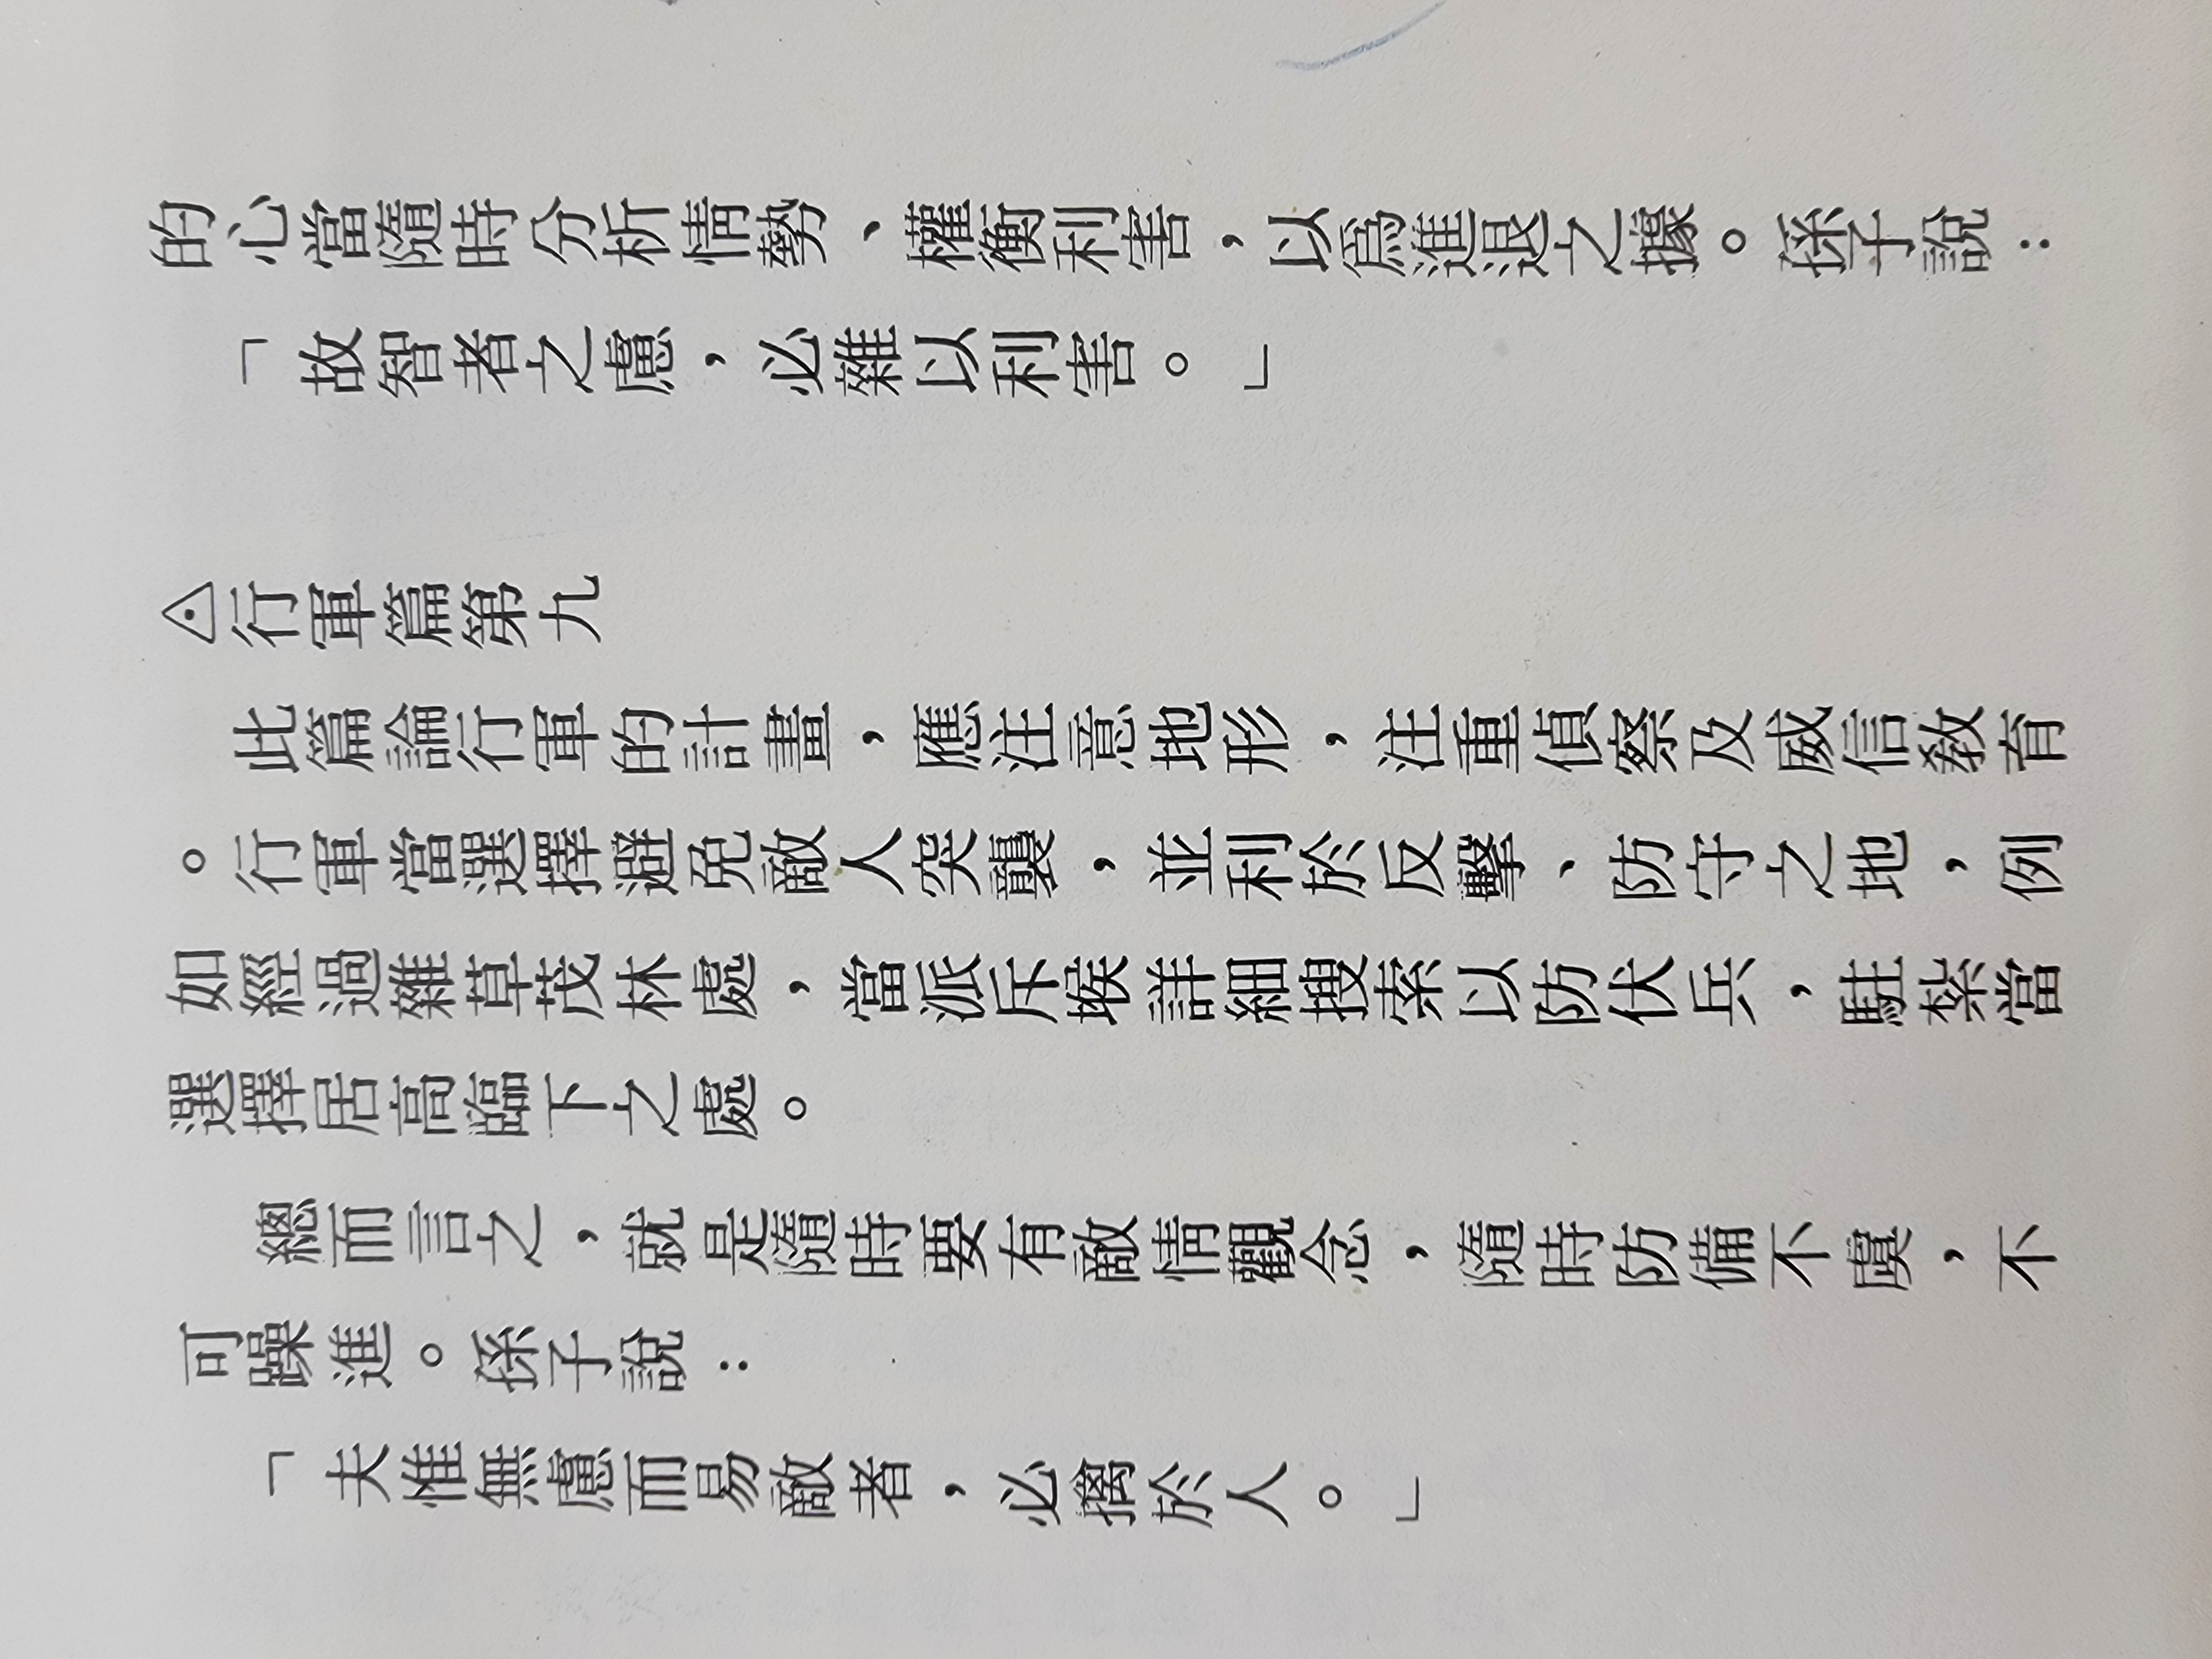 的心當隨時分析情勢、權衡利害，以爲進退之據。孫子說：
「故智者之慮，必雜以利害。」
◬行軍篇第九
此篇論行軍的計畫，應注意地形，注重偵察及威信敎育
。行軍當選擇避免敵人突襲，並利於反擊、防守之地，例
如經過雜草茂林處，當派斥堠詳細搜索以防伏兵，駐紮當
選擇居高臨下之處。
總而言之，就是隨時要有敵情觀念，隨時防備不虞，不
可躁進。孫子說：
「夫惟無慮而易敵者，必擒於人。」